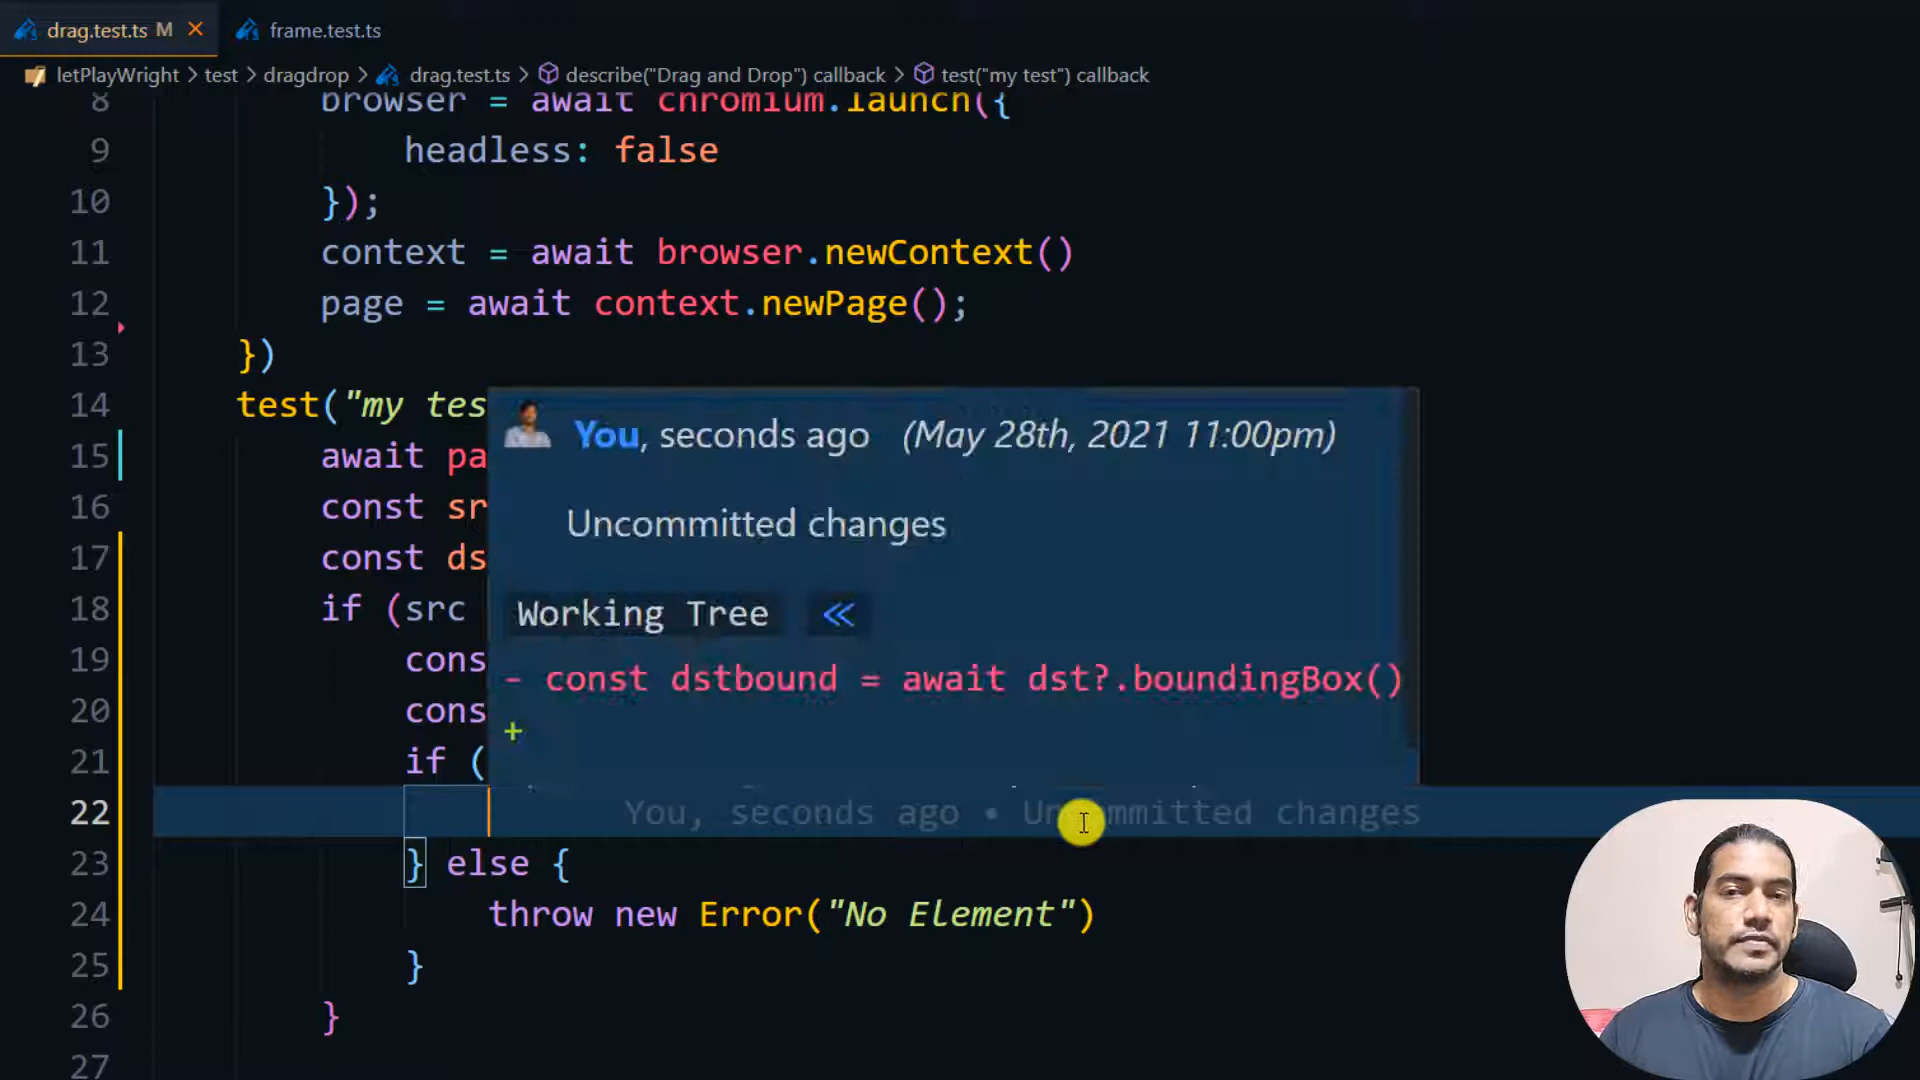 drag.test.ts M
frame.test.ts
letPlayWright > test > dragdrop > drag.test.ts > describe("Drag and Drop") callback > test("my test") callback
8 browser = await chromium.launch({
9 headless: false
10 });
11 context = await browser.newContext()
12 page = await context.newPage();
13 })
14 test("my tes
15 await pa
16 const sr
17 const ds
18 if (src
19 cons
20 cons
21 if (
You, seconds ago (May 28th, 2021 11:00pm)
Uncommitted changes
Working Tree
- const dstbound = await dst?.boundingBox()
+
22 You, seconds ago • Uncommitted changes
23 } else {
24 throw new Error("No Element")
25 }
26 }
27